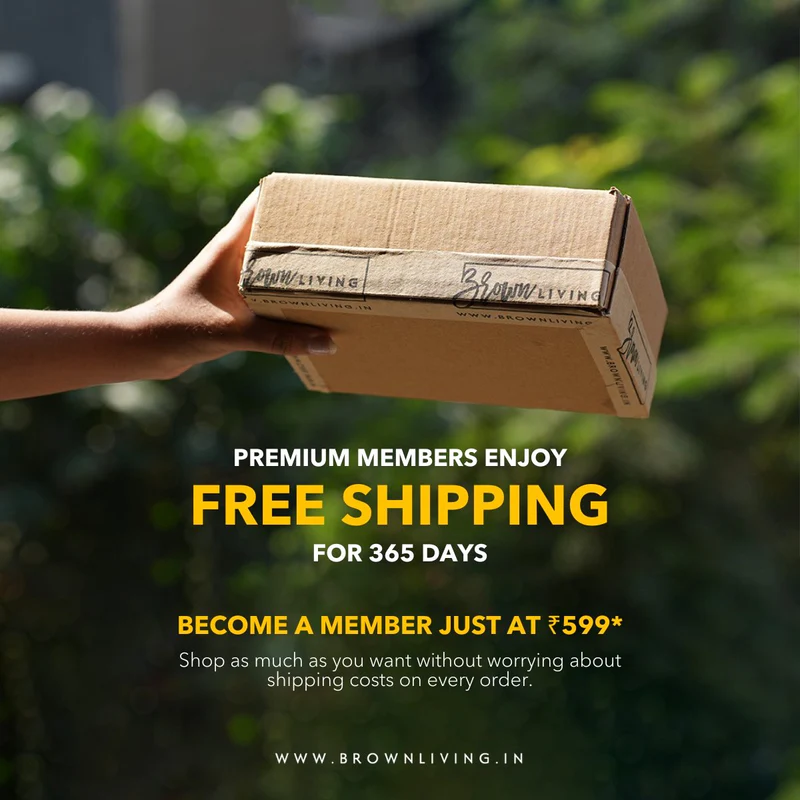 Brown LIVING
Brown LIVING
WWW.BROWNLIVING
.BROWNLIVING.IN
PREMIUM MEMBERS ENJOY
FREE SHIPPING
FOR 365 DAYS
BECOME A MEMBER JUST AT ₹599*
Shop as much as you want without worrying about
shipping costs on every order.
WWW.BROWNLIVING.IN